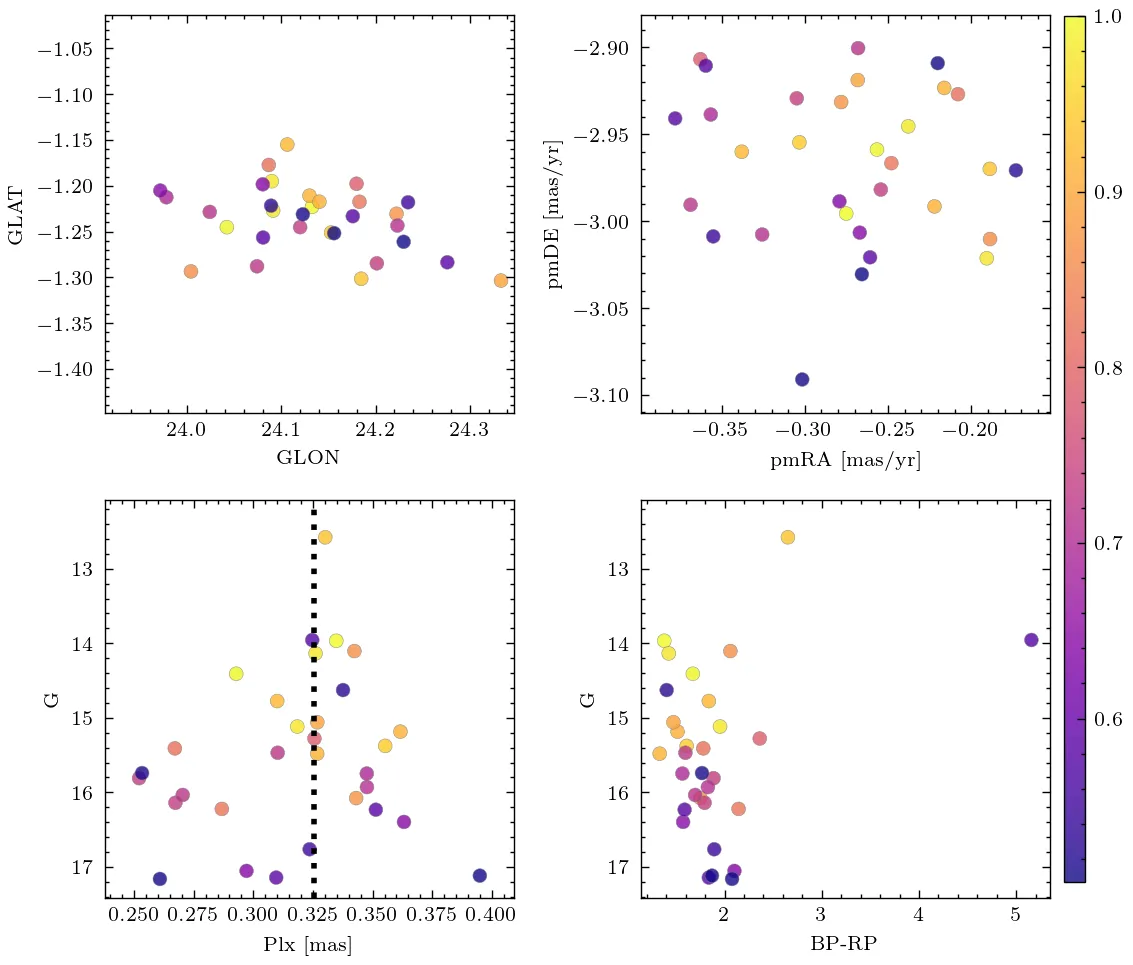 −1.05
−1.10
−1.15
−1.20
−1.25
−1.30
−1.35
−1.40
GLAT
24.0 24.1 24.2 24.3
GLON
−2.90
−2.95
−3.00
−3.05
−3.10
pmDE [mas/yr]
−0.35 −0.30 −0.25 −0.20
pmRA [mas/yr]
1.0
0.9
0.8
0.7
0.6
13
14
15
16
17
G
0.250 0.275 0.300 0.325 0.350 0.375 0.400
Plx [mas]
13
14
15
16
17
G
2 3 4 5
BP-RP